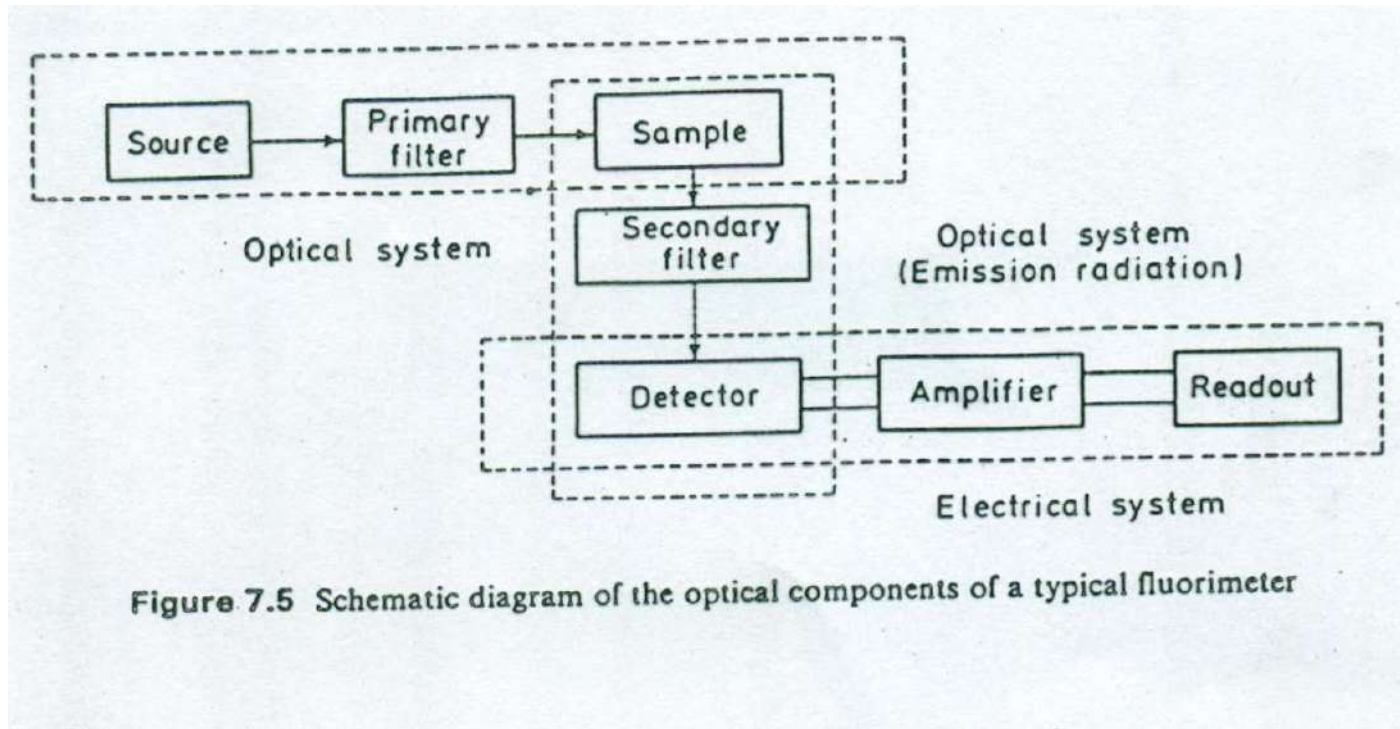 Source
Primary
filter
Sample
Optical system
Secondary
filter
Optical system
(Emission radiation)
Detector
Amplifier
Readout
Electrical system
Figure 7.5 Schematic diagram of the optical components of a typical fluorimeter